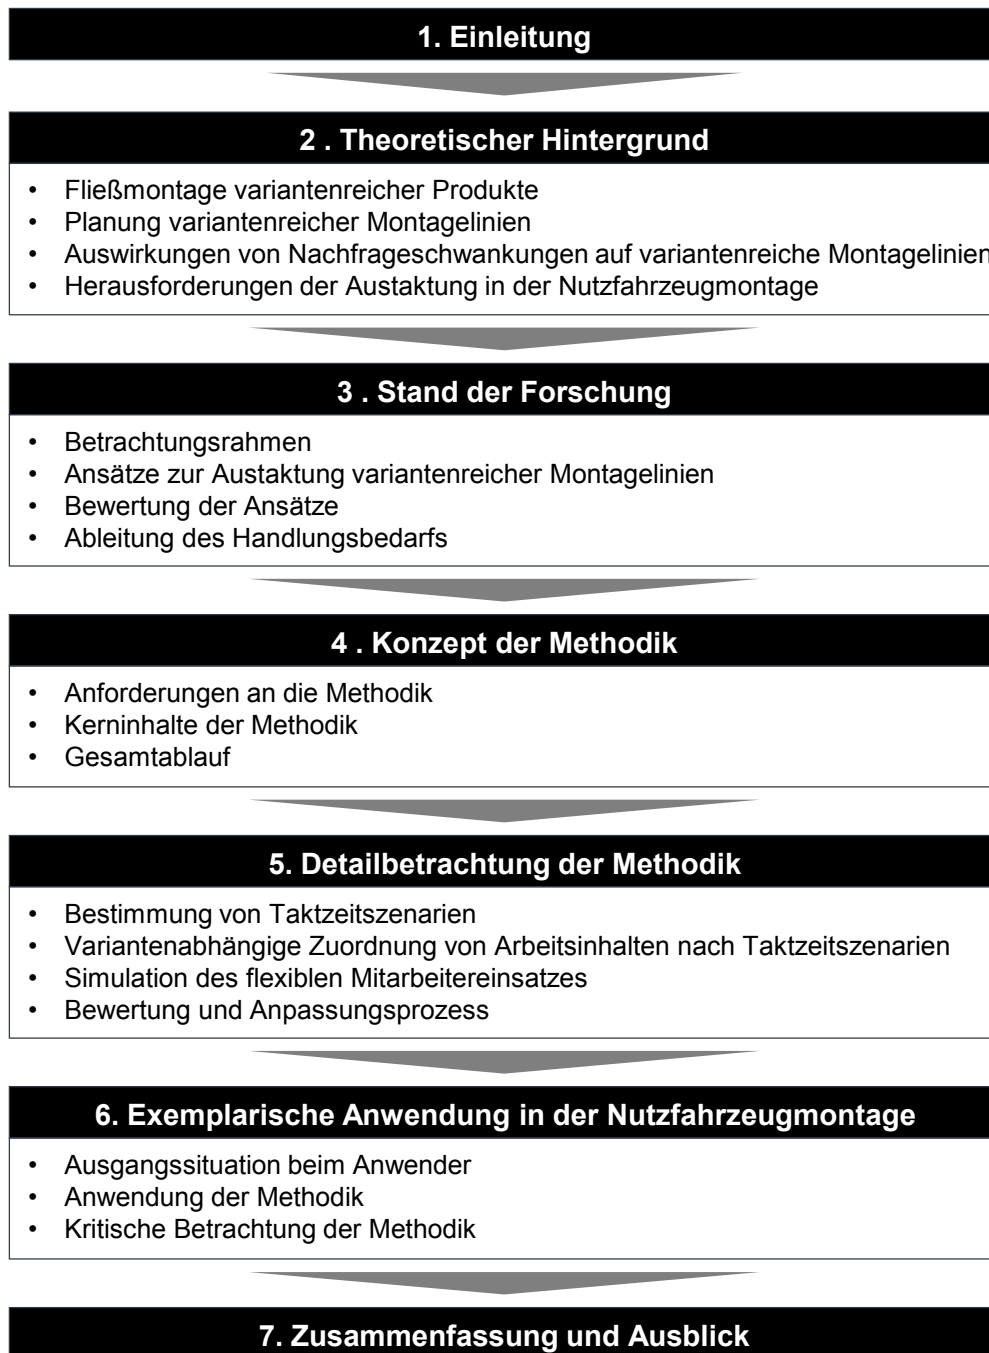 1. Einleitung
2 . Theoretischer Hintergrund
• Fließmontage variantenreicher Produkte
• Planung variantenreicher Montagelinien
• Auswirkungen von Nachfrageschwankungen auf variantenreiche Montagelinien
• Herausforderungen der Austaktung in der Nutzfahrzeugmontage
3 . Stand der Forschung
• Betrachtungsrahmen
• Ansätze zur Austaktung variantenreicher Montagelinien
• Bewertung der Ansätze
• Ableitung des Handlungsbedarfs
4 . Konzept der Methodik
• Anforderungen an die Methodik
• Kerninhalte der Methodik
• Gesamtablauf
5. Detailbetrachtung der Methodik
• Bestimmung von Taktzeitszenarien
• Variantenabhängige Zuordnung von Arbeitsinhalten nach Taktzeitszenarien
• Simulation des flexiblen Mitarbeitereinsatzes
• Bewertung und Anpassungsprozess
6. Exemplarische Anwendung in der Nutzfahrzeugmontage
• Ausgangssituation beim Anwender
• Anwendung der Methodik
• Kritische Betrachtung der Methodik
7. Zusammenfassung und Ausblick